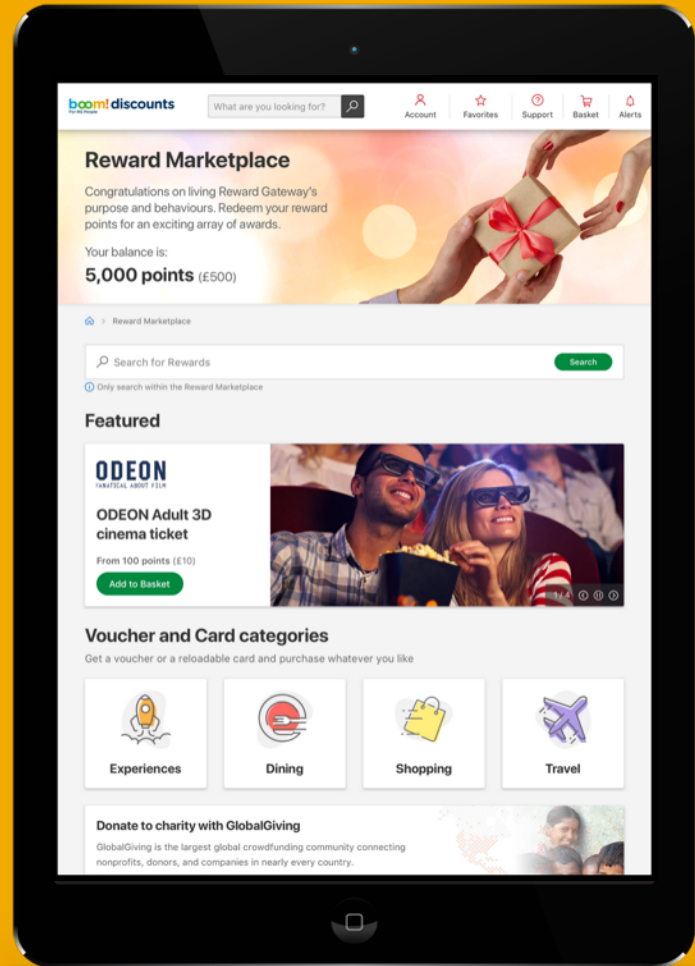 boom! discounts
For RG People
What are you looking for?
Account
Favorites
Support
Basket
Alerts
Reward Marketplace
Congratulations on living Reward Gateway's
purpose and behaviours. Redeem your reward
points for an exciting array of awards.
Your balance is:
5,000 points (£500)
> Reward Marketplace
Search for Rewards
Search
Only search within the Reward Marketplace
Featured
ODEON
FANATICAL ABOUT FILM
ODEON Adult 3D
cinema ticket
From 100 points (£10)
Add to Basket
1 / 4
Voucher and Card categories
Get a voucher or a reloadable card and purchase whatever you like
Experiences
Dining
Shopping
Travel
Donate to charity with GlobalGiving
GlobalGiving is the largest global crowdfunding community connecting
nonprofits, donors, and companies in nearly every country.